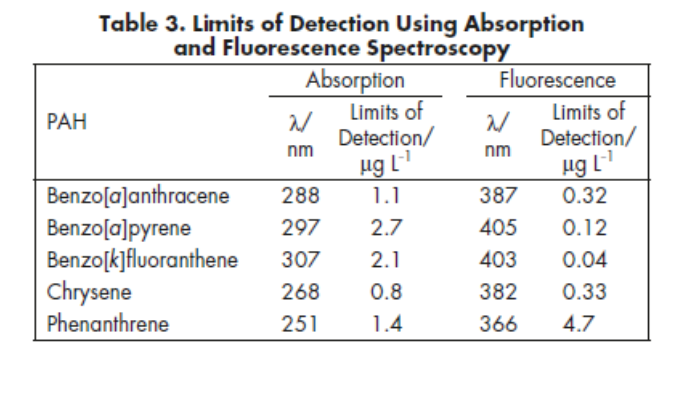 Table 3. Limits of Detection Using Absorption
and Fluorescence Spectroscopy
Absorption Fluorescence
PAH λ/ nm Limits of Detection/ µg L⁻¹ λ/ nm Limits of Detection/ µg L⁻¹
Benzo[a]anthracene 288 1.1 387 0.32
Benzo[a]pyrene 297 2.7 405 0.12
Benzo[k]fluoranthene 307 2.1 403 0.04
Chrysene 268 0.8 382 0.33
Phenanthrene 251 1.4 366 4.7